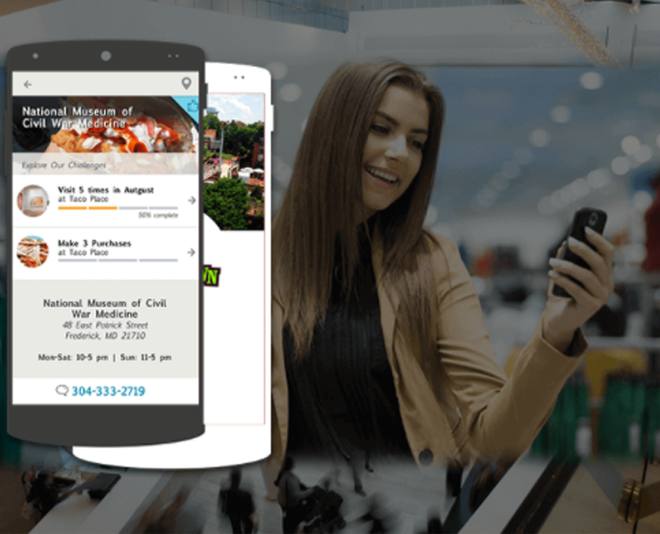 National Museum of
Civil War Medicine
Explore Our Challenges
Visit 5 times in Autgust
at Taco Place
50% complete
Make 3 Purchases
at Taco Place
National Museum of Civil
War Medicine
48 East Patrick Street
Frederick, MD 21710
Mon-Sat: 10-5 pm | Sun: 11-5 pm
304-333-2719